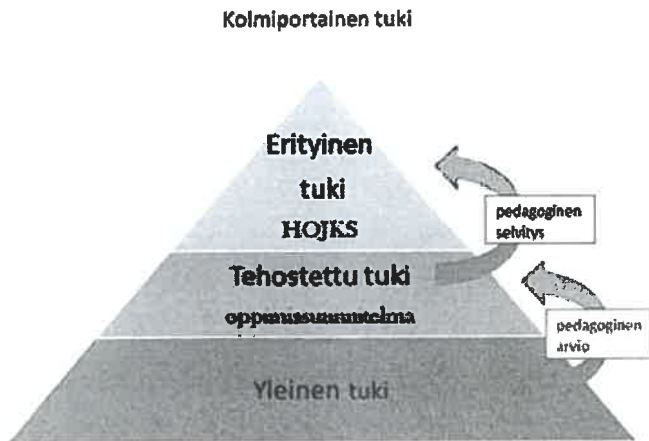 Kolmiportainen tuki
Erityinen
tuki
HOJKS
pedagoginen
selvitys
Tehostettu tuki
oppimissuunnitelma
pedagoginen
arvio
Yleinen tuki